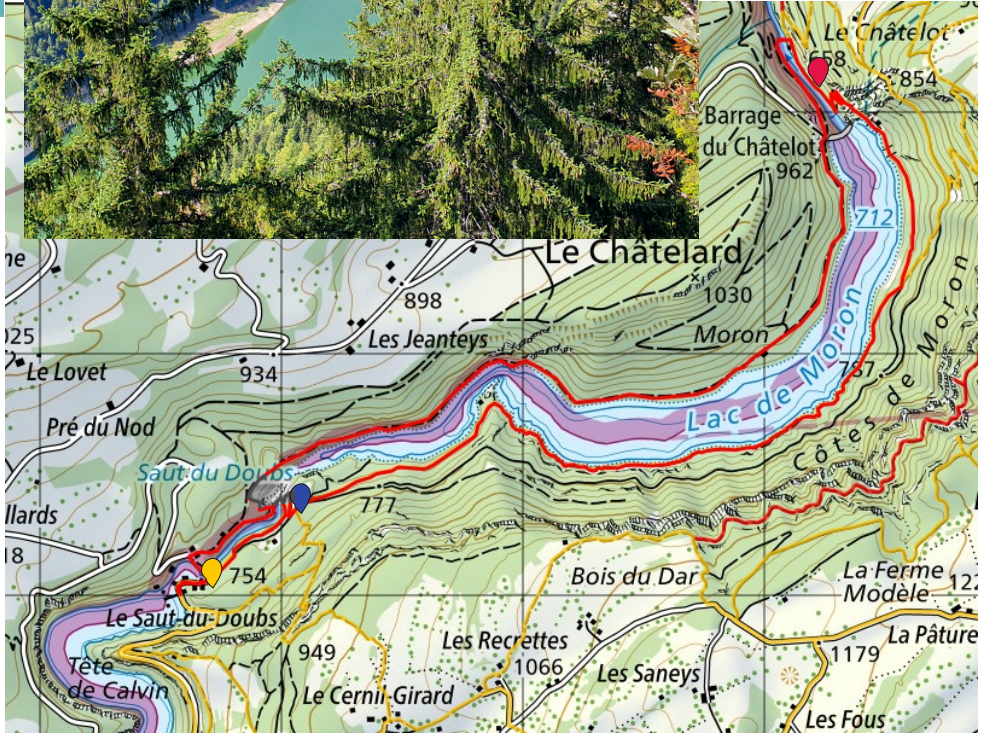 Le Châtelot
658
854
Barrage
du Châtelot
962
712
Le Châtelard
1030
898
Moron
Les Jeanteys
025
Le Lovet
934
787
Lac de Moron
Côtes de Moron
Pré du Nod
Saut du Doubs
777
llards
18
754
Bois du Dar
La Ferme
Modèle
122
Le Saut-du-Doubs
La Pâture
Les Recrettes
949
1066
1179
Tête
de Calvin
Les Saneys
Le Cernil-Girard
Les Fous